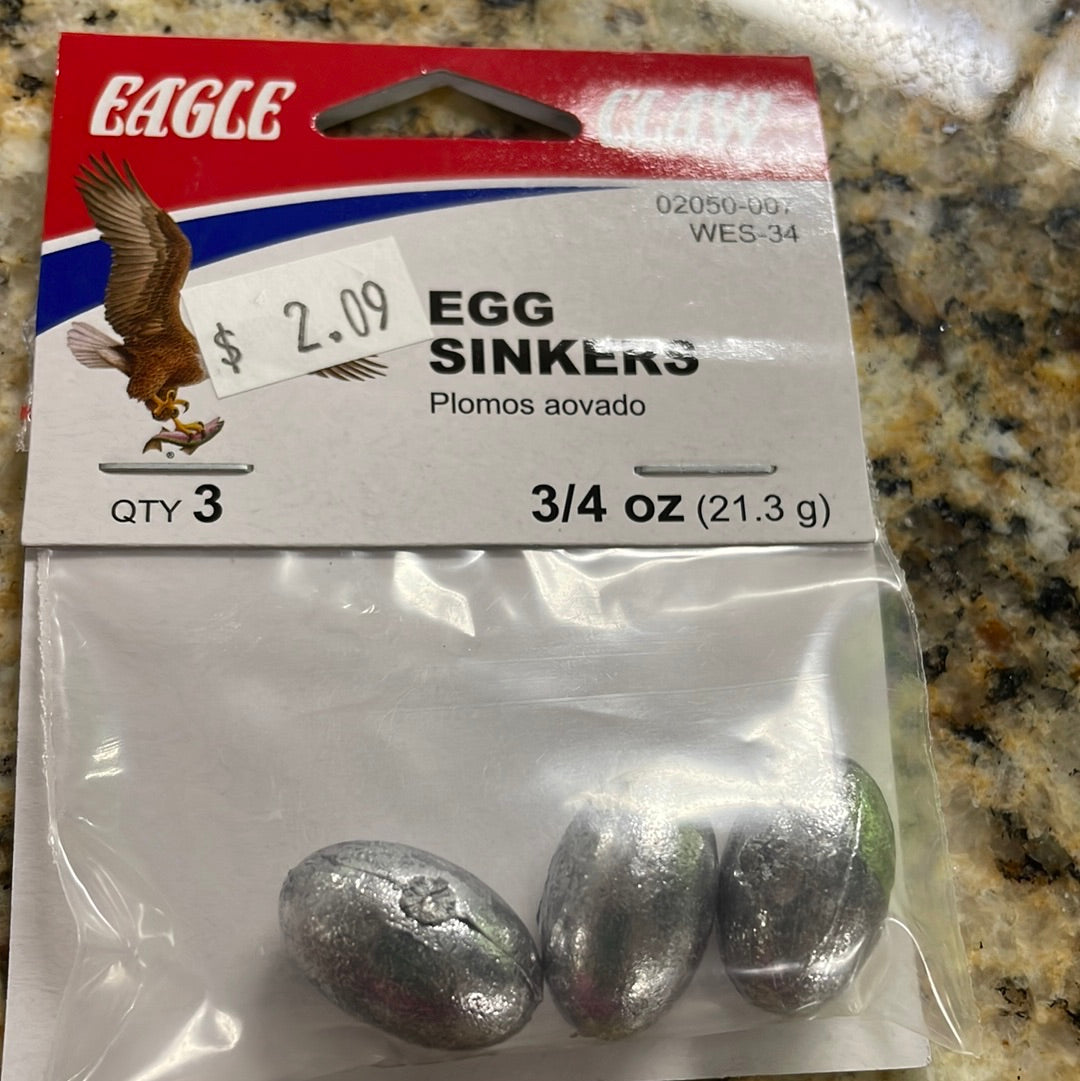 EAGLE CLAW
02050-007
WES-34
$ 2.09
EGG
SINKERS
Plomos aovado
®
QTY 3
3/4 oz (21.3 g)